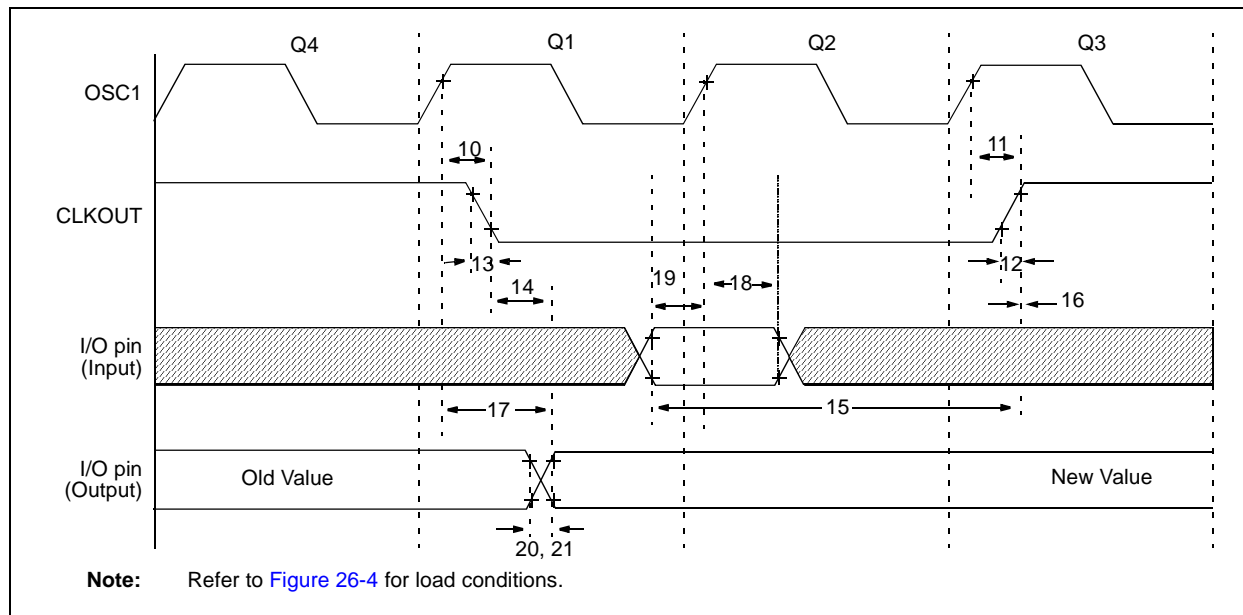 Q4 Q1 Q2 Q3
OSC1
10 11
CLKOUT
13 12
14 19 18 16
I/O pin
(Input)
17 15
I/O pin
(Output)
Old Value New Value
20, 21
Note: Refer to Figure 26-4 for load conditions.